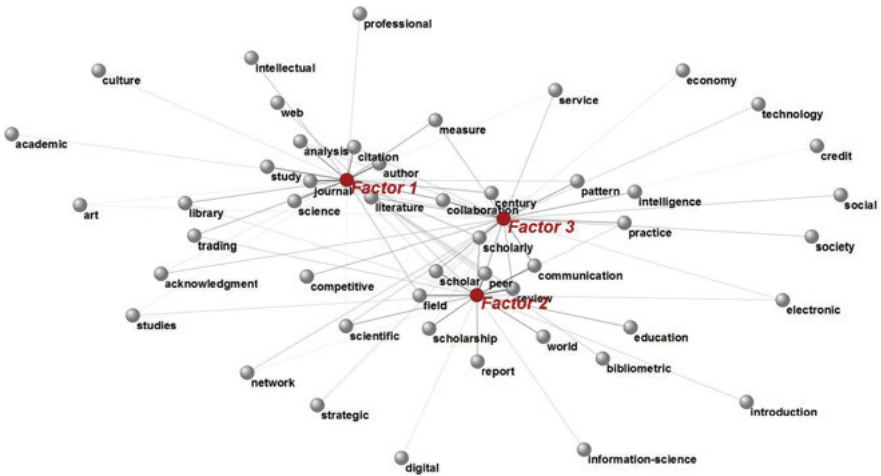 professional
culture
intellectual
economy
service
web
technology
measure
academic
analysis
citation
credit
author
study
journal
Factor 1
pattern
intelligence
social
century
art
library
science
literature
collaboration
Factor 3
practice
trading
scholarly
society
acknowledgment
competitive
scholar
peer
communication
review
Factor 2
field
electronic
studies
scientific
scholarship
world
education
report
bibliometric
network
strategic
introduction
digital
information-science